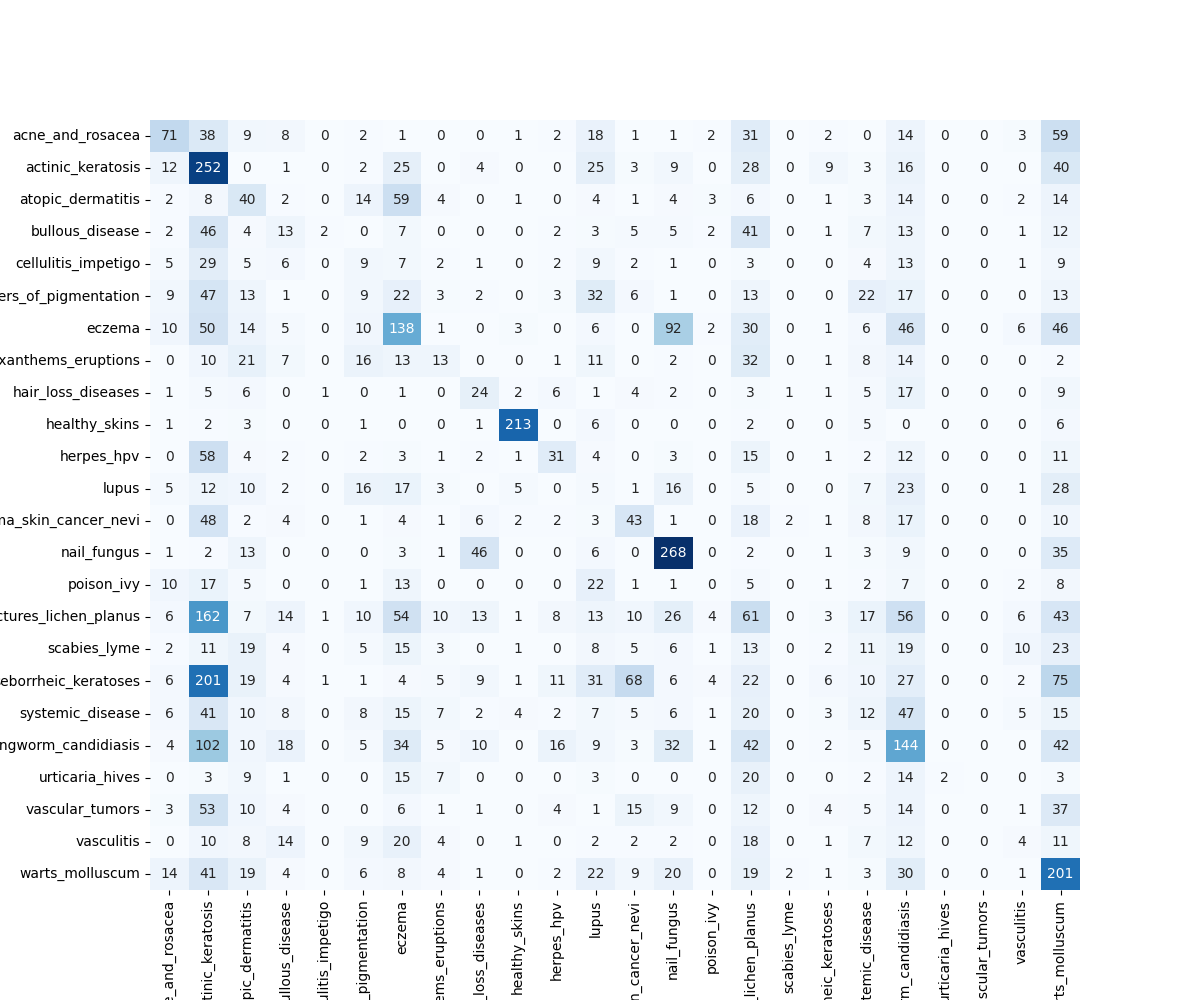 acne_and_rosacea 71 38 9 8 0 2 1 0 0 1 2 18 1 1 2 31 0 2 0 14 0 0 3 59
actinic_keratosis 12 252 0 1 0 2 25 0 4 0 0 25 3 9 0 28 0 9 3 16 0 0 0 40
atopic_dermatitis 2 8 40 2 0 14 59 4 0 1 0 4 1 4 3 6 0 1 3 14 0 0 2 14
bullous_disease 2 46 4 13 2 0 7 0 0 0 2 3 5 5 2 41 0 1 7 13 0 0 1 12
cellulitis_impetigo 5 29 5 6 0 9 7 2 1 0 2 9 2 1 0 3 0 0 4 13 0 0 1 9
ers_of_pigmentation 9 47 13 1 0 9 22 3 2 0 3 32 6 1 0 13 0 0 22 17 0 0 0 13
eczema 10 50 14 5 0 10 138 1 0 3 0 6 0 92 2 30 0 1 6 46 0 0 6 46
xanthems_eruptions 0 10 21 7 0 16 13 13 0 0 1 11 0 2 0 32 0 1 8 14 0 0 0 2
hair_loss_diseases 1 5 6 0 1 0 1 0 24 2 6 1 4 2 0 3 1 1 5 17 0 0 0 9
healthy_skins 1 2 3 0 0 1 0 0 1 213 0 6 0 0 0 2 0 0 5 0 0 0 0 6
herpes_hpv 0 58 4 2 0 2 3 1 2 1 31 4 0 3 0 15 0 1 2 12 0 0 0 11
lupus 5 12 10 2 0 16 17 3 0 5 0 5 1 16 0 5 0 0 7 23 0 0 1 28
ma_skin_cancer_nevi 0 48 2 4 0 1 4 1 6 2 2 3 43 1 0 18 2 1 8 17 0 0 0 10
nail_fungus 1 2 13 0 0 0 3 1 46 0 0 6 0 268 0 2 0 1 3 9 0 0 0 35
poison_ivy 10 17 5 0 0 1 13 0 0 0 0 22 1 1 0 5 0 1 2 7 0 0 2 8
ctures_lichen_planus 6 162 7 14 1 10 54 10 13 1 8 13 10 26 4 61 0 3 17 56 0 0 6 43
scabies_lyme 2 11 19 4 0 5 15 3 0 1 0 8 5 6 1 13 0 2 11 19 0 0 10 23
eborrheic_keratoses 6 201 19 4 1 1 4 5 9 1 11 31 68 6 4 22 0 6 10 27 0 0 2 75
systemic_disease 6 41 10 8 0 8 15 7 2 4 2 7 5 6 1 20 0 3 12 47 0 0 5 15
ngworm_candidiasis 4 102 10 18 0 5 34 5 10 0 16 9 3 32 1 42 0 2 5 144 0 0 0 42
urticaria_hives 0 3 9 1 0 0 15 7 0 0 0 3 0 0 0 20 0 0 2 14 2 0 0 3
vascular_tumors 3 53 10 4 0 0 6 1 1 0 4 1 15 9 0 12 0 4 5 14 0 0 1 37
vasculitis 0 10 8 14 0 9 20 4 0 1 0 2 2 2 0 18 0 1 7 12 0 0 4 11
warts_molluscum 14 41 19 4 0 6 8 4 1 0 2 22 9 20 0 19 2 1 3 30 0 0 1 201
e_and_rosacea
tinic_keratosis
pic_dermatitis
ullous_disease
ulitis_impetigo
_pigmentation
eczema
ems_eruptions
_loss_diseases
healthy_skins
herpes_hpv
lupus
n_cancer_nevi
nail_fungus
poison_ivy
_lichen_planus
scabies_lyme
eic_keratoses
temic_disease
rm_candidiasis
urticaria_hives
scular_tumors
vasculitis
rts_molluscum